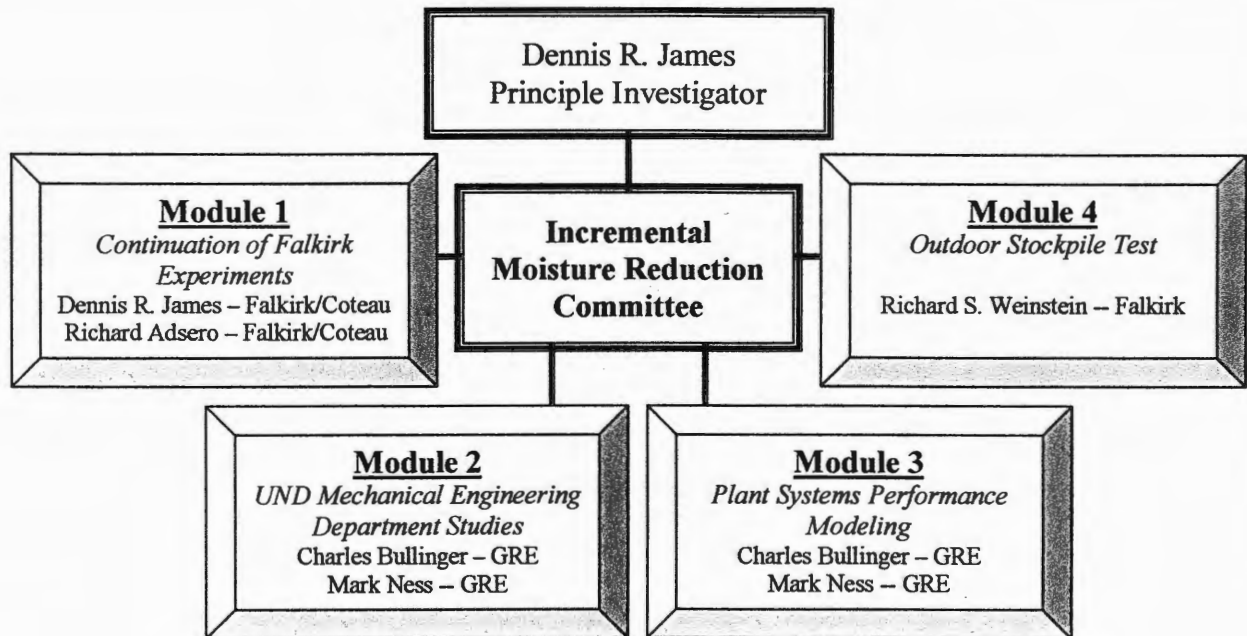 Dennis R. James
Principle Investigator
Module 1
Continuation of Falkirk
Experiments
Dennis R. James – Falkirk/Coteau
Richard Adsero – Falkirk/Coteau
Incremental
Moisture Reduction
Committee
Module 4
Outdoor Stockpile Test
Richard S. Weinstein – Falkirk
Module 2
UND Mechanical Engineering
Department Studies
Charles Bullinger – GRE
Mark Ness – GRE
Module 3
Plant Systems Performance
Modeling
Charles Bullinger – GRE
Mark Ness – GRE